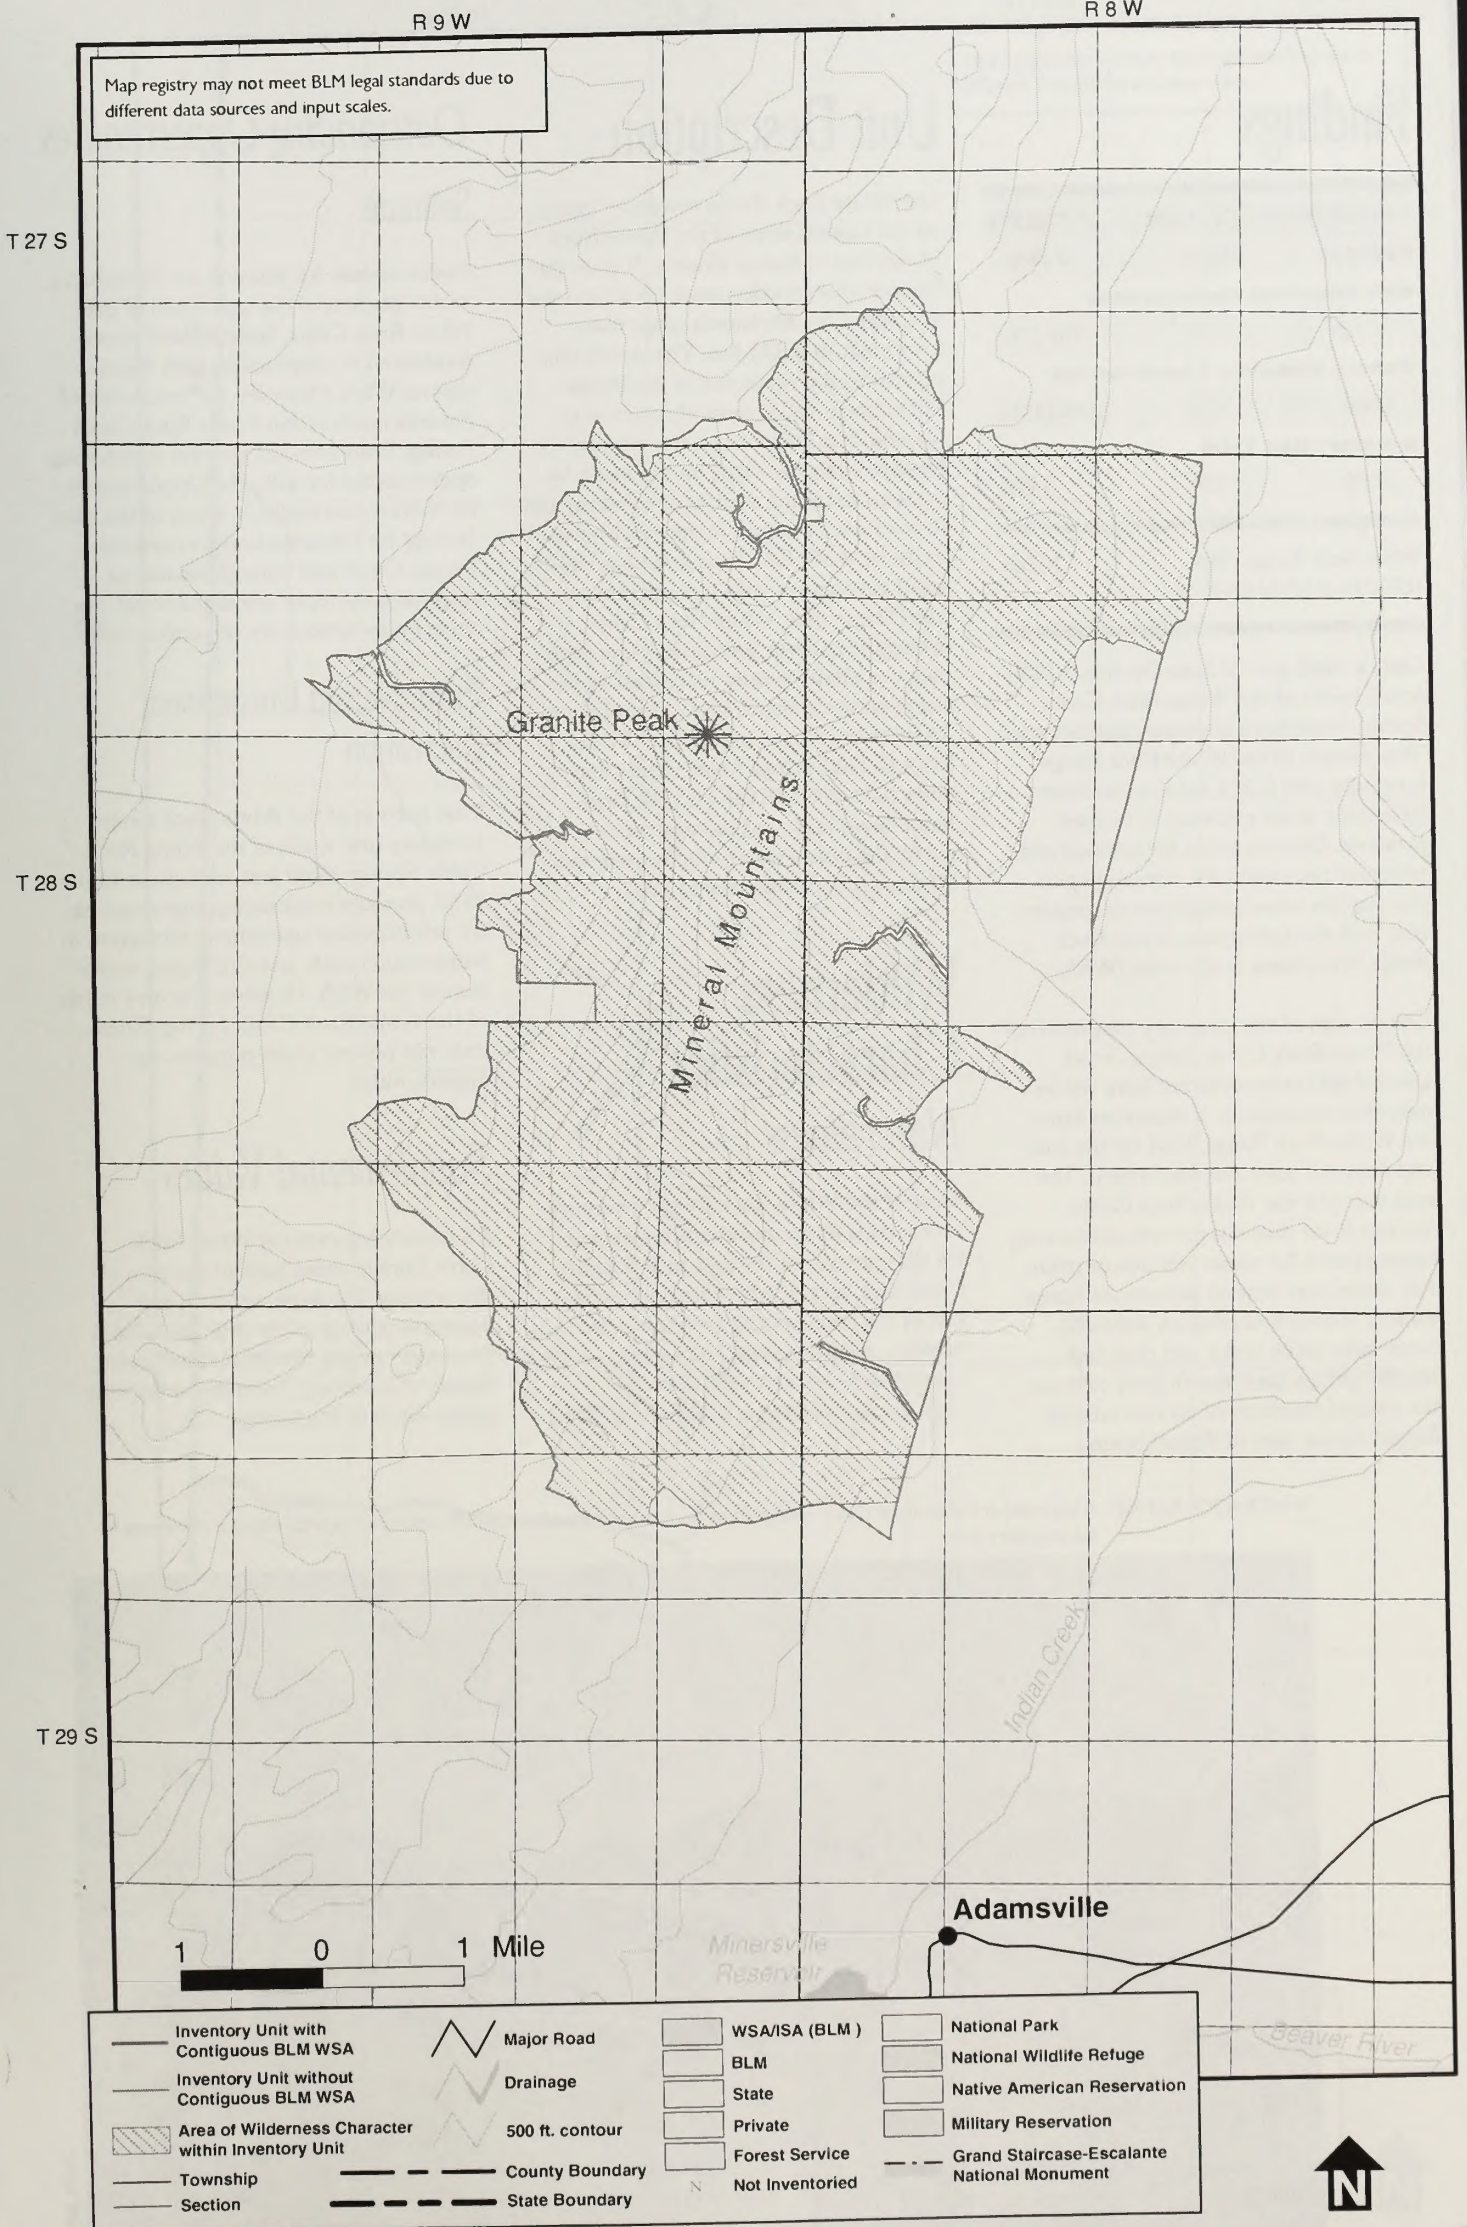 R 9 W
R 8 W
Map registry may not meet BLM legal standards due to
different data sources and input scales.
T 27 S
Granite Peak
Mineral Mountains
T 28 S
Indian Creek
T 29 S
Adamsville
1 0 1 Mile
Minersville
Reservoir
Beaver River
Inventory Unit with
Contiguous BLM WSA
Inventory Unit without
Contiguous BLM WSA
Area of Wilderness Character
within Inventory Unit
Township
Section
Major Road
Drainage
500 ft. contour
County Boundary
State Boundary
WSA/ISA (BLM )
BLM
State
Private
Forest Service
N Not Inventoried
National Park
National Wildlife Refuge
Native American Reservation
Military Reservation
Grand Staircase-Escalante
National Monument
N